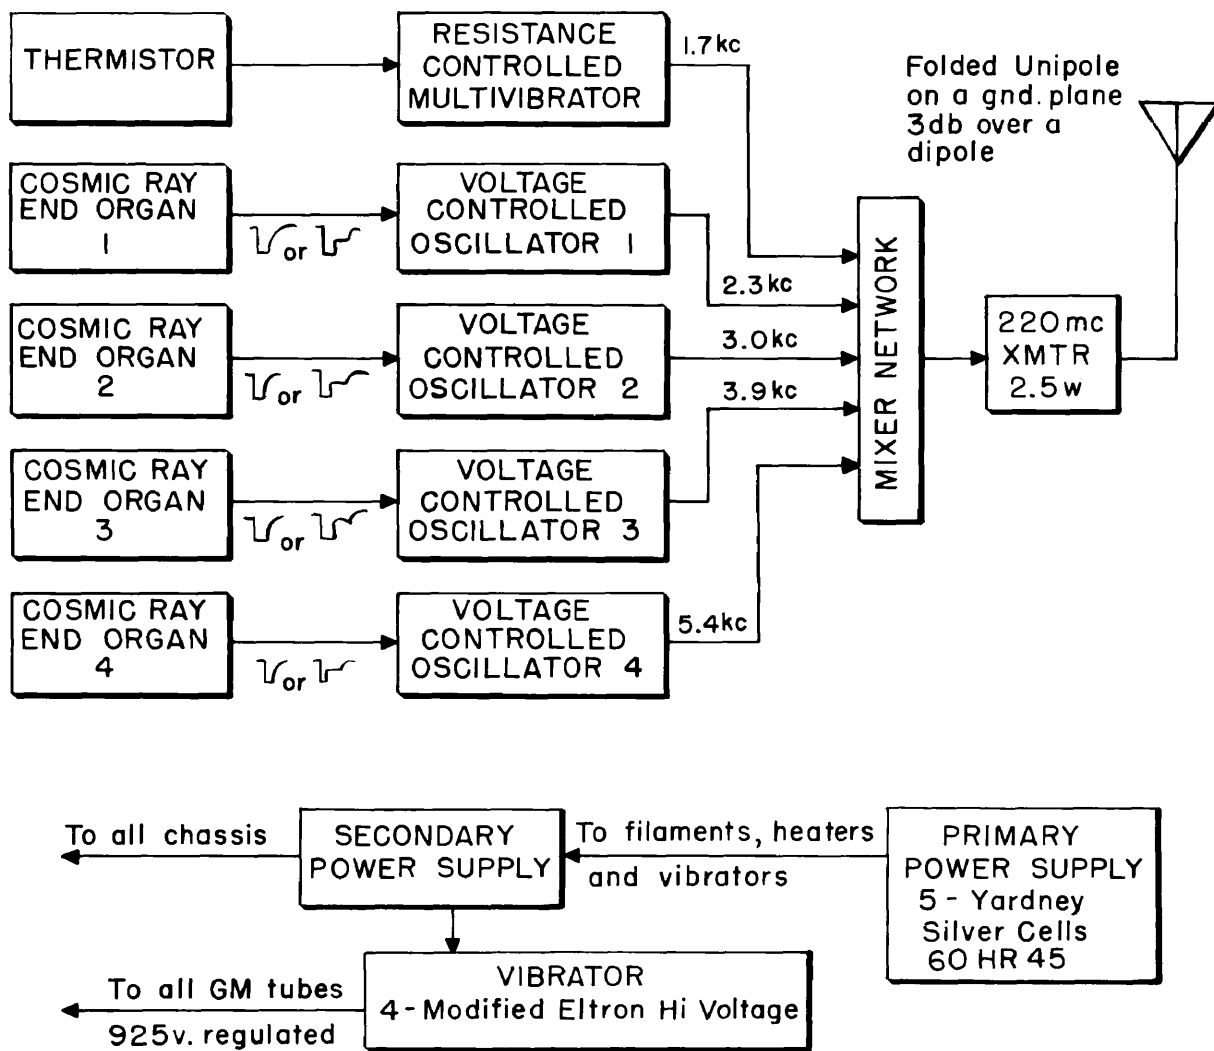 THERMISTOR
RESISTANCE
CONTROLLED
MULTIVIBRATOR
1.7kc
Folded Unipole
on a gnd. plane
3db over a
dipole
COSMIC RAY
END ORGAN
1
or
VOLTAGE
CONTROLLED
OSCILLATOR 1
2.3kc
COSMIC RAY
END ORGAN
2
or
VOLTAGE
CONTROLLED
OSCILLATOR 2
3.0kc
COSMIC RAY
END ORGAN
3
or
VOLTAGE
CONTROLLED
OSCILLATOR 3
3.9kc
COSMIC RAY
END ORGAN
4
or
VOLTAGE
CONTROLLED
OSCILLATOR 4
5.4kc
MIXER NETWORK
220mc
XMTR
2.5w
To all chassis
SECONDARY
POWER SUPPLY
To filaments, heaters
and vibrators
PRIMARY
POWER SUPPLY
5 - Yardney
Silver Cells
60 HR 45
To all GM tubes
925v. regulated
VIBRATOR
4 - Modified Eltron Hi Voltage